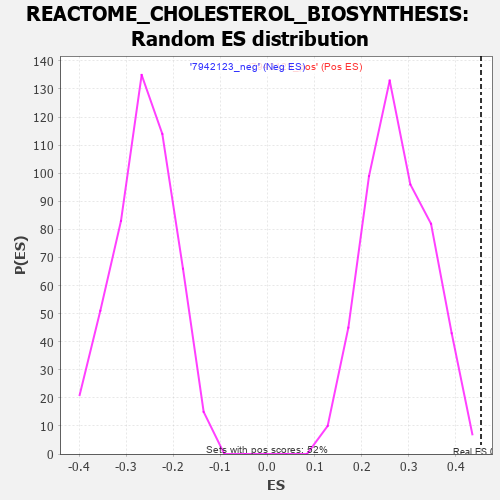 REACTOME_CHOLESTEROL_BIOSYNTHESIS:
Random ES distribution
'7942123_neg' (Neg ES)os' (Pos ES)
140
130
120
110
100
90
80
70
60
50
40
30
20
10
0
P(ES)
Sets with pos scores: 52%
Real ES
-0.4 -0.3 -0.2 -0.1 0.0 0.1 0.2 0.3 0.4
ES